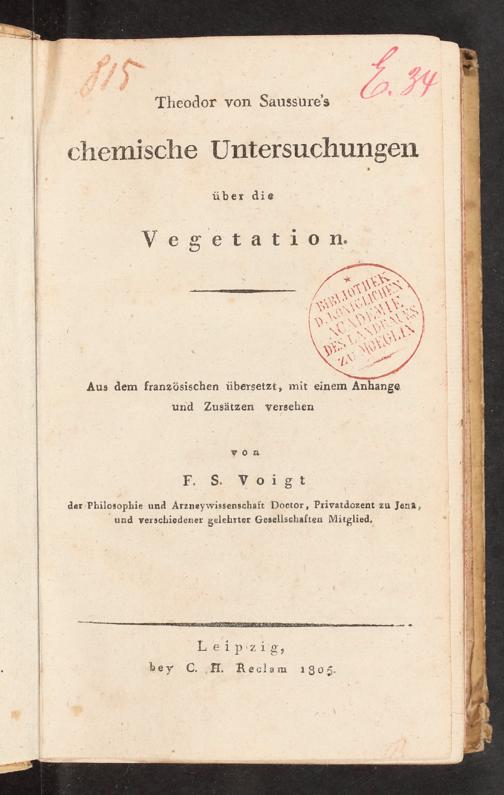 815
E. 34
Theodor von Saussure's
chemische Untersuchungen
über die
Vegetation.
BIBLIOTHEK
D. KÖNIGLICHEN
ACADEMIE
DES LANDBAUES
ZU MOEGLIN
Aus dem französischen übersetzt, mit einem Anhange
und Zusätzen versehen
von
F. S. Voigt
der Philosophie und Arzneywissenschaft Doctor, Privatdozent zu Jena,
und verschiedener gelehrter Gesellschaften Mitglied.
Leipzig,
bey C. H. Reclam 1805.